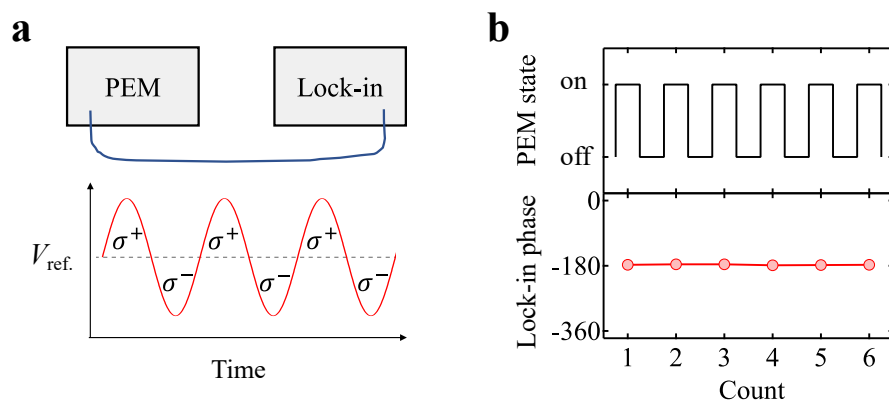 a
PEM
Lock-in
V_ref.
σ+ σ+ σ+
σ− σ− σ−
Time
b
PEM state
on
off
Lock-in phase
0
-180
-360
1 2 3 4 5 6
Count